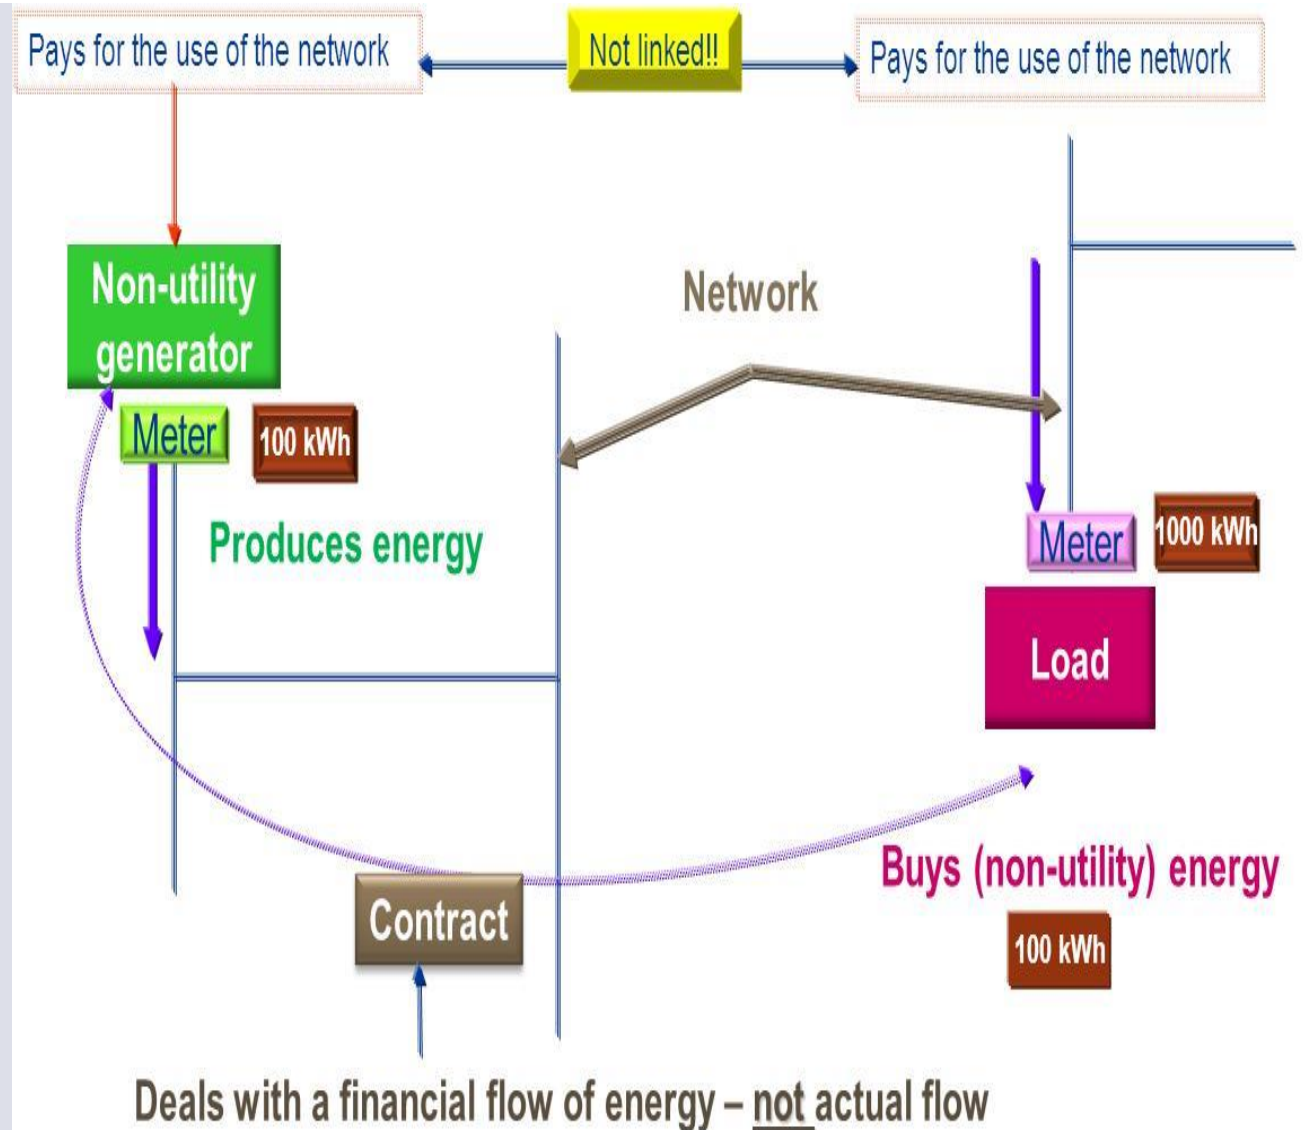 Pays for the use of the network
Not linked!!
Pays for the use of the network
Non-utility
generator
Network
Meter
100 kWh
Produces energy
Meter
1000 kWh
Load
Buys (non-utility) energy
100 kWh
Contract
Deals with a financial flow of energy – not actual flow